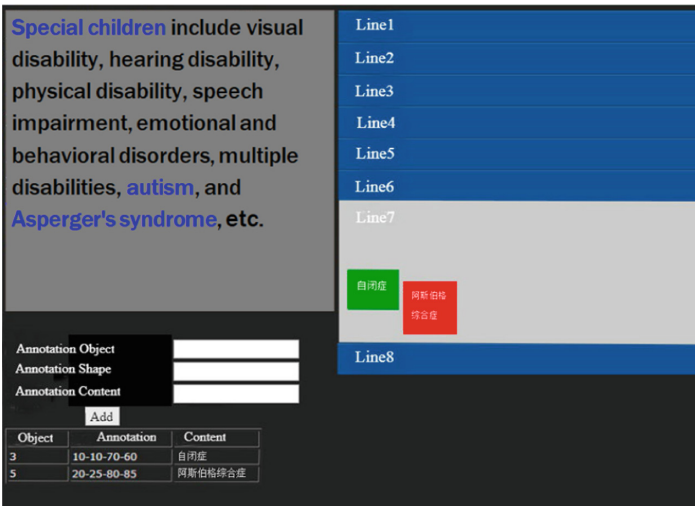 Special children include visual
disability, hearing disability,
physical disability, speech
impairment, emotional and
behavioral disorders, multiple
disabilities, autism, and
Asperger's syndrome, etc.
Line1
Line2
Line3
Line4
Line5
Line6
Line7
自闭症
阿斯伯格
综合症
Line8
Annotation Object
Annotation Shape
Annotation Content
Add
Object Annotation Content
3 10-10-70-60 自闭症
5 20-25-80-85 阿斯伯格综合症